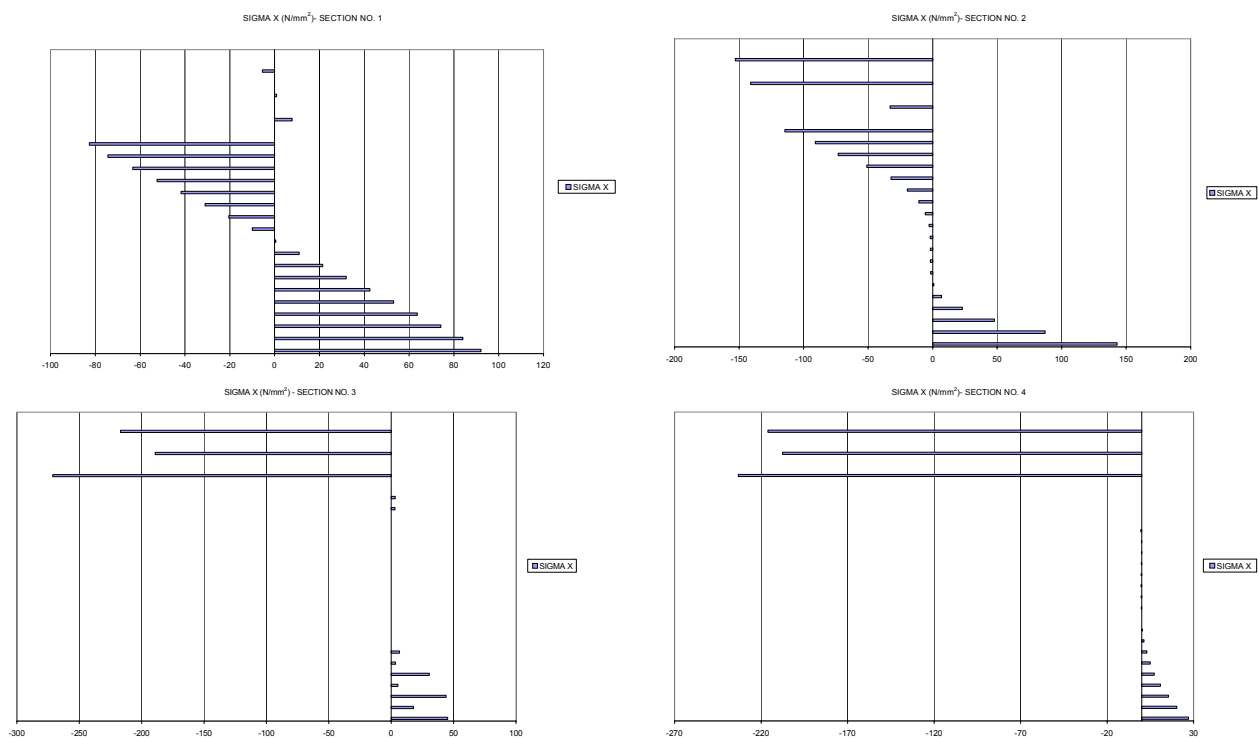 SIGMA X (N/mm²)- SECTION NO. 1
-100 -80 -60 -40 -20 0 20 40 60 80 100 120
SIGMA X
SIGMA X (N/mm²)- SECTION NO. 2
-200 -150 -100 -50 0 50 100 150 200
SIGMA X
SIGMA X (N/mm²) - SECTION NO. 3
-300 -250 -200 -150 -100 -50 0 50 100
SIGMA X
SIGMA X (N/mm²)- SECTION NO. 4
-270 -220 -170 -120 -70 -20 30
SIGMA X